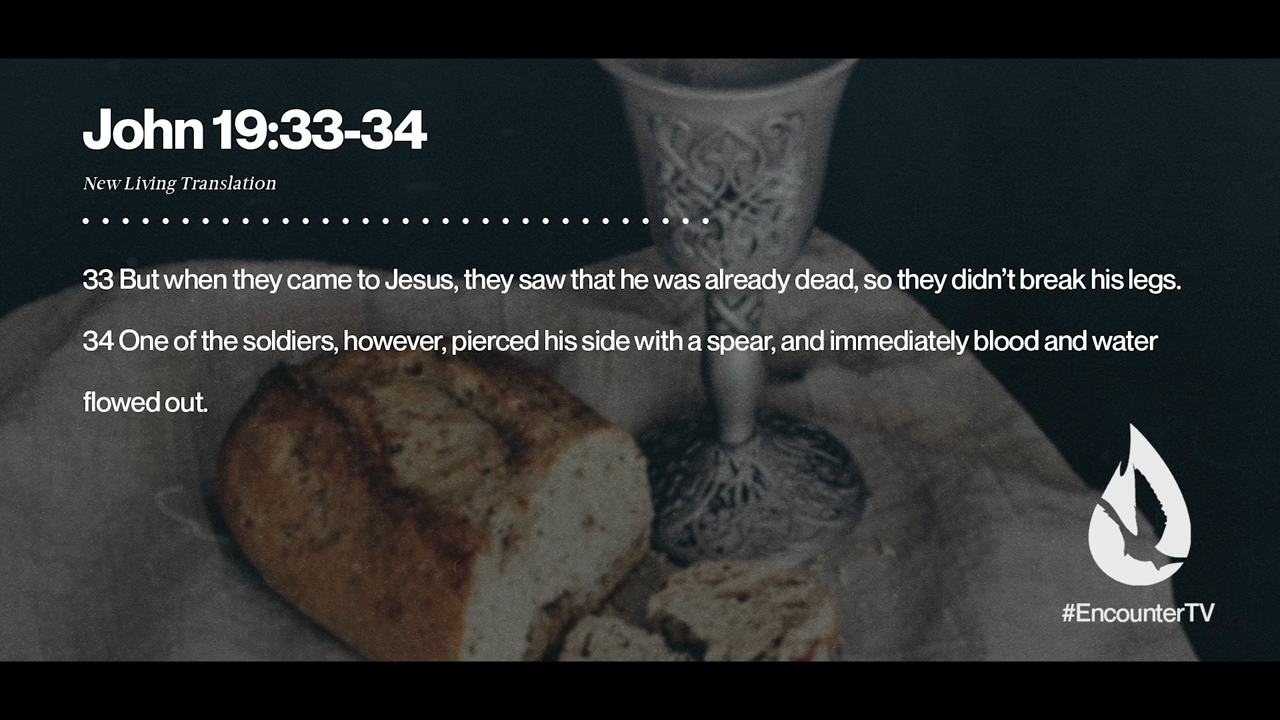 John 19:33-34
New Living Translation
33 But when they came to Jesus, they saw that he was already dead, so they didn’t break his legs.
34 One of the soldiers, however, pierced his side with a spear, and immediately blood and water
flowed out.
#EncounterTV